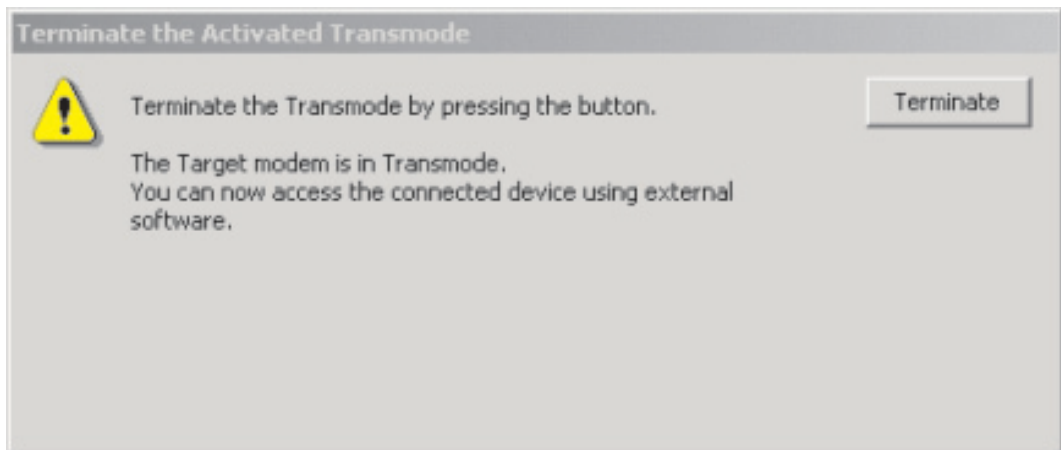 Terminate the Activated Transmode
Terminate the Transmode by pressing the button.
Terminate
The Target modem is in Transmode.
You can now access the connected device using external
software.